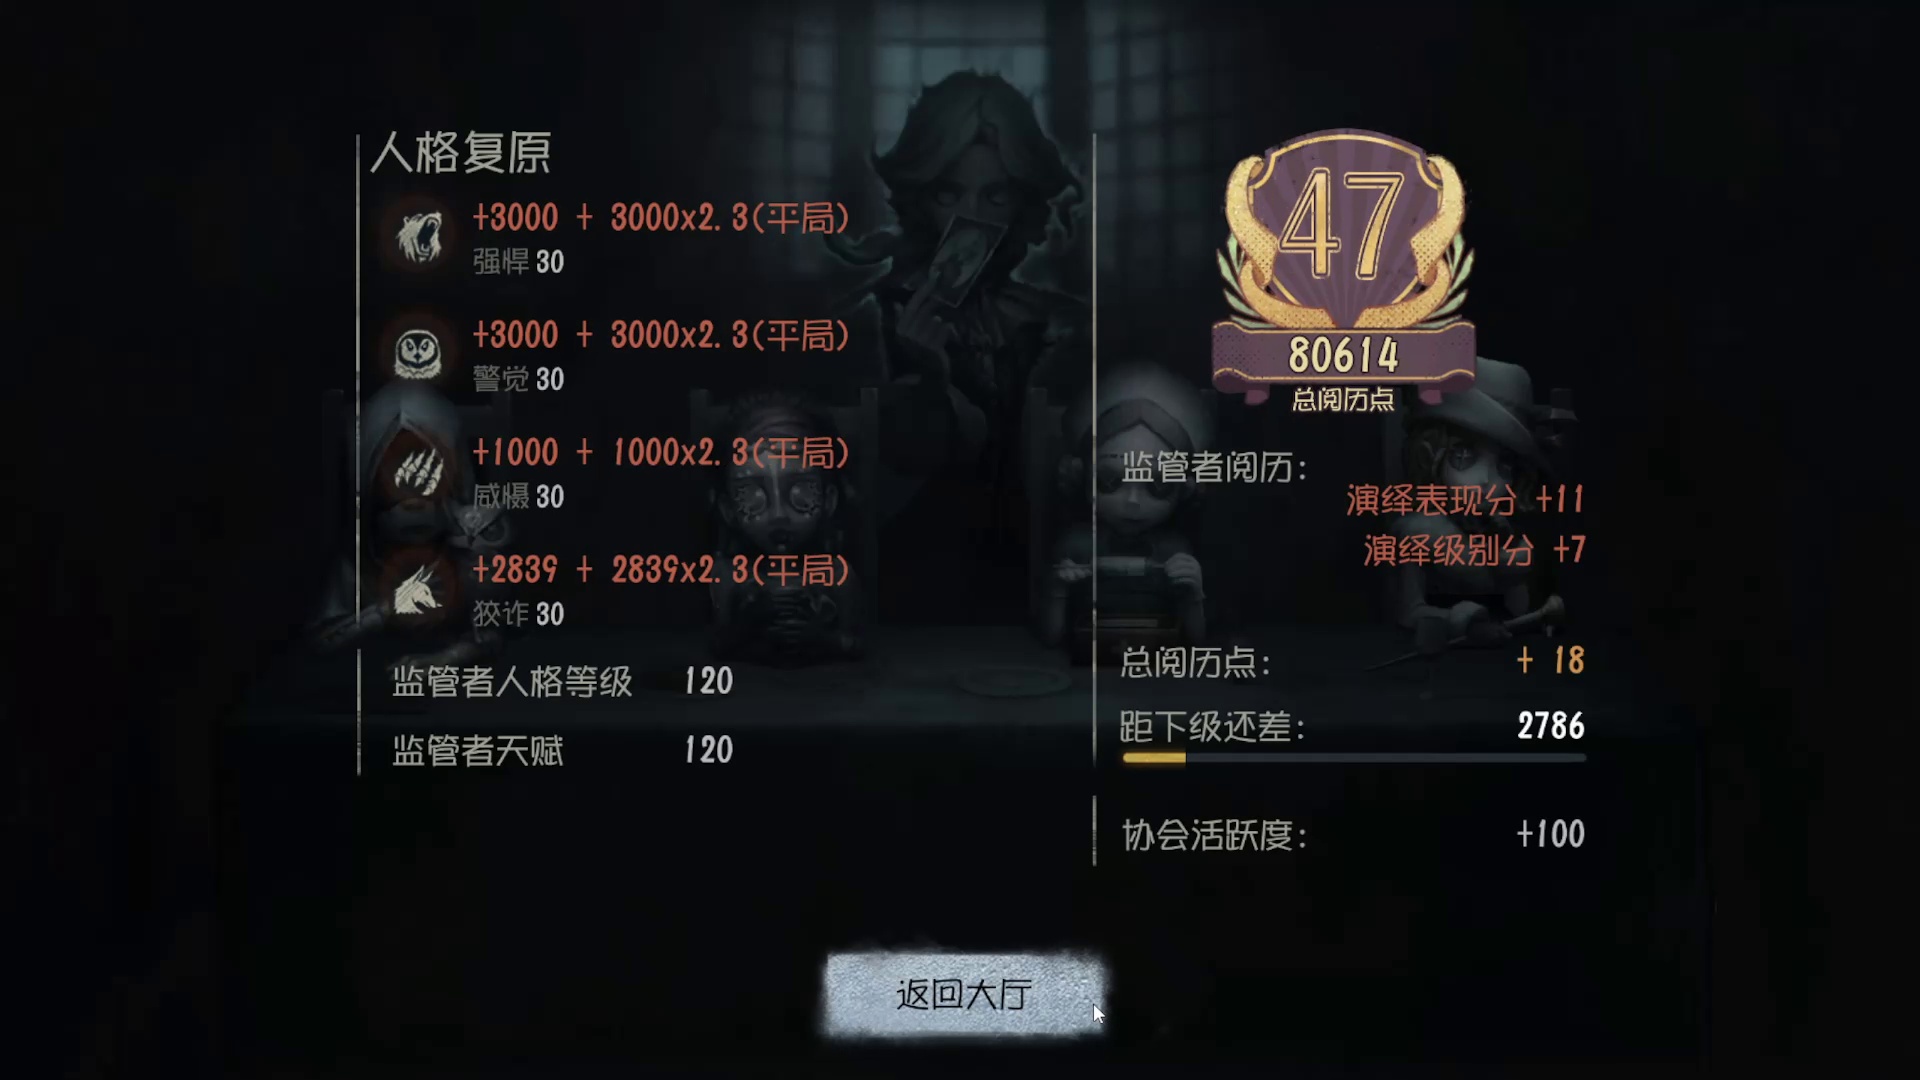 人格复原
+3000 + 3000x2.3(平局)
强悍 30
+3000 + 3000x2.3(平局)
警觉 30
+1000 + 1000x2.3(平局)
威慑 30
+2839 + 2839x2.3(平局)
狡诈 30
监管者人格等级 120
监管者天赋 120
47
80614
总阅历点
监管者阅历:
演绎表现分 +11
演绎级别分 +7
总阅历点: + 18
距下级还差: 2786
协会活跃度: +100
返回大厅